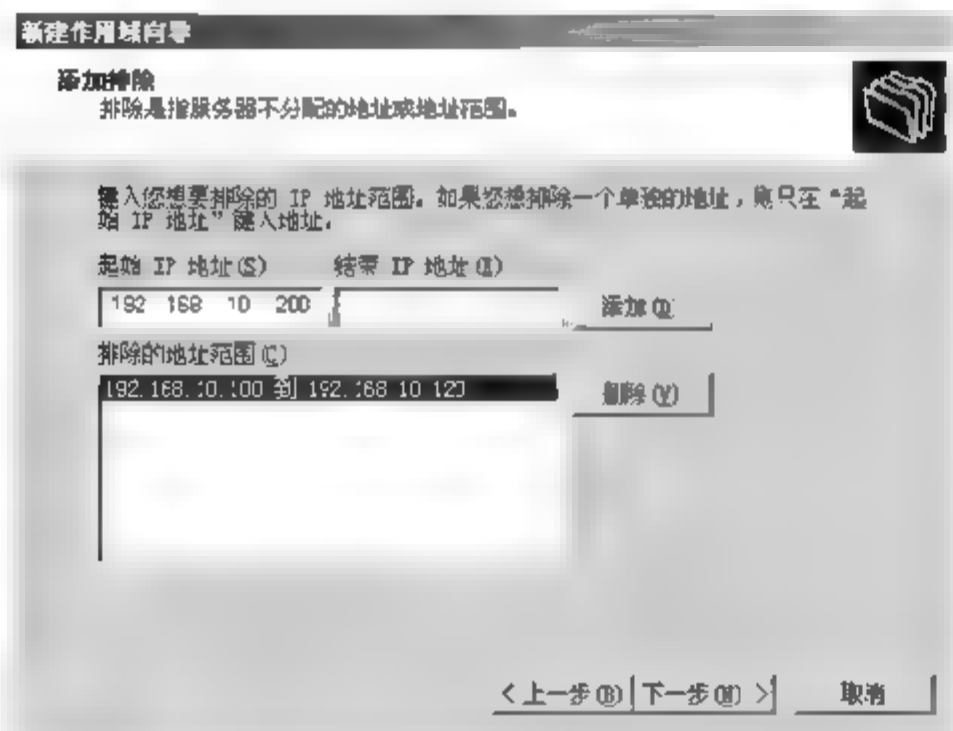 新建作用域向导
添加排除
排除是指服务器不分配的地址或地址范围。
键入您想要排除的 IP 地址范围。如果您想排除一个单独的地址，则只在“起
始 IP 地址”键入地址。
起始 IP 地址(S) 结束 IP 地址(E)
192 168 10 200 添加(D)
排除的地址范围(C)
192.168.10.100 到 192.168.10.120 删除(V)
< 上一步(B) 下一步(N) > 取消